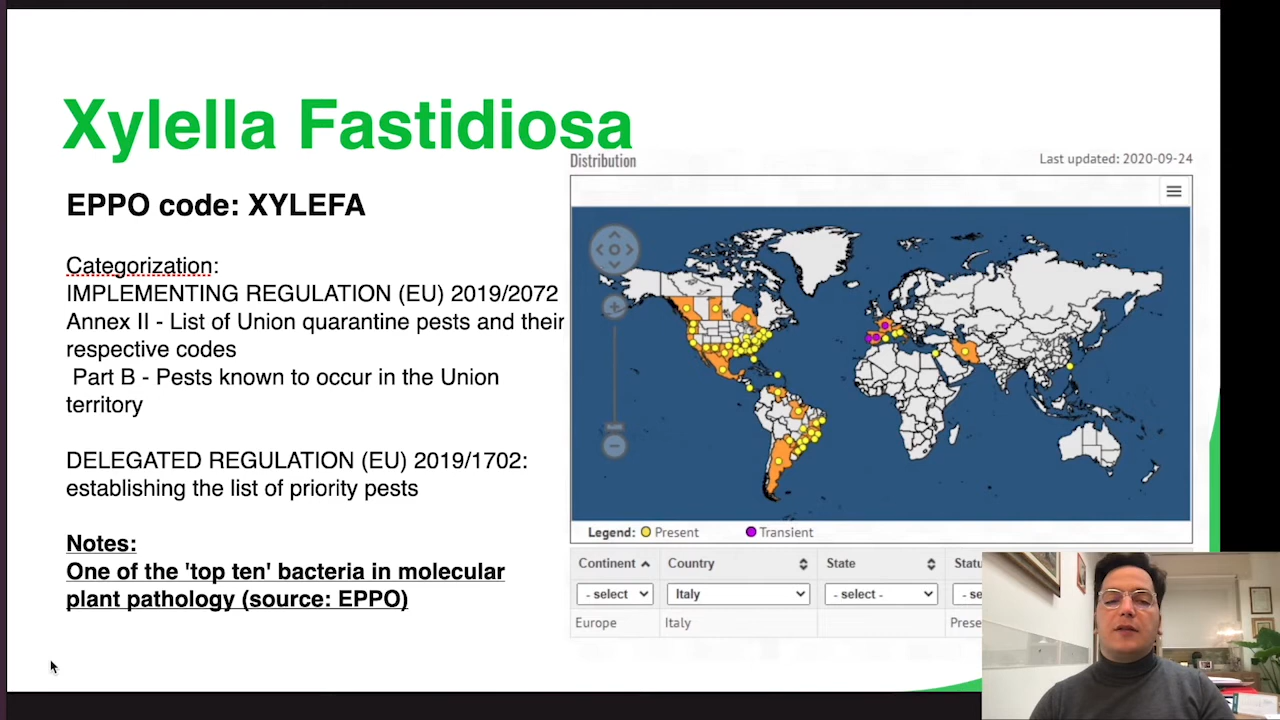 Xylella Fastidiosa
EPPO code: XYLEFA
Categorization:
IMPLEMENTING REGULATION (EU) 2019/2072
Annex II - List of Union quarantine pests and their
respective codes
Part B - Pests known to occur in the Union
territory
DELEGATED REGULATION (EU) 2019/1702:
establishing the list of priority pests
Notes:
One of the 'top ten' bacteria in molecular
plant pathology (source: EPPO)
Distribution
Last updated: 2020-09-24
Legend: Present Transient
Continent Country State Statu
- select Italy - select - - se
Europe Italy Prese